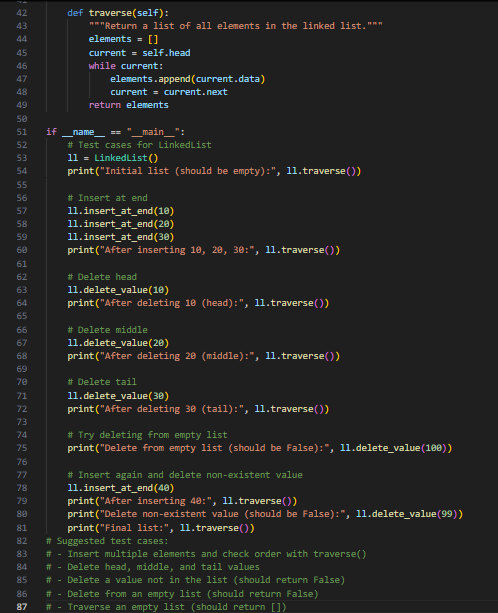 42 def traverse(self):
43 """Return a list of all elements in the linked list."""
44 elements = []
45 current = self.head
46 while current:
47 elements.append(current.data)
48 current = current.next
49 return elements
50
51 if __name__ == "__main__":
52 # Test cases for LinkedList
53 ll = LinkedList()
54 print("Initial list (should be empty):", ll.traverse())
55
56 # Insert at end
57 ll.insert_at_end(10)
58 ll.insert_at_end(20)
59 ll.insert_at_end(30)
60 print("After inserting 10, 20, 30:", ll.traverse())
61
62 # Delete head
63 ll.delete_value(10)
64 print("After deleting 10 (head):", ll.traverse())
65
66 # Delete middle
67 ll.delete_value(20)
68 print("After deleting 20 (middle):", ll.traverse())
69
70 # Delete tail
71 ll.delete_value(30)
72 print("After deleting 30 (tail):", ll.traverse())
73
74 # Try deleting from empty list
75 print("Delete from empty list (should be False):", ll.delete_value(100))
76
77 # Insert again and delete non-existent value
78 ll.insert_at_end(40)
79 print("After inserting 40:", ll.traverse())
80 print("Delete non-existent value (should be False):", ll.delete_value(99))
81 print("Final list:", ll.traverse())
82 # Suggested test cases:
83 # - Insert multiple elements and check order with traverse()
84 # - Delete head, middle, and tail values
85 # - Delete a value not in the list (should return False)
86 # - Delete from an empty list (should return False)
87 # - Traverse an empty list (should return [])